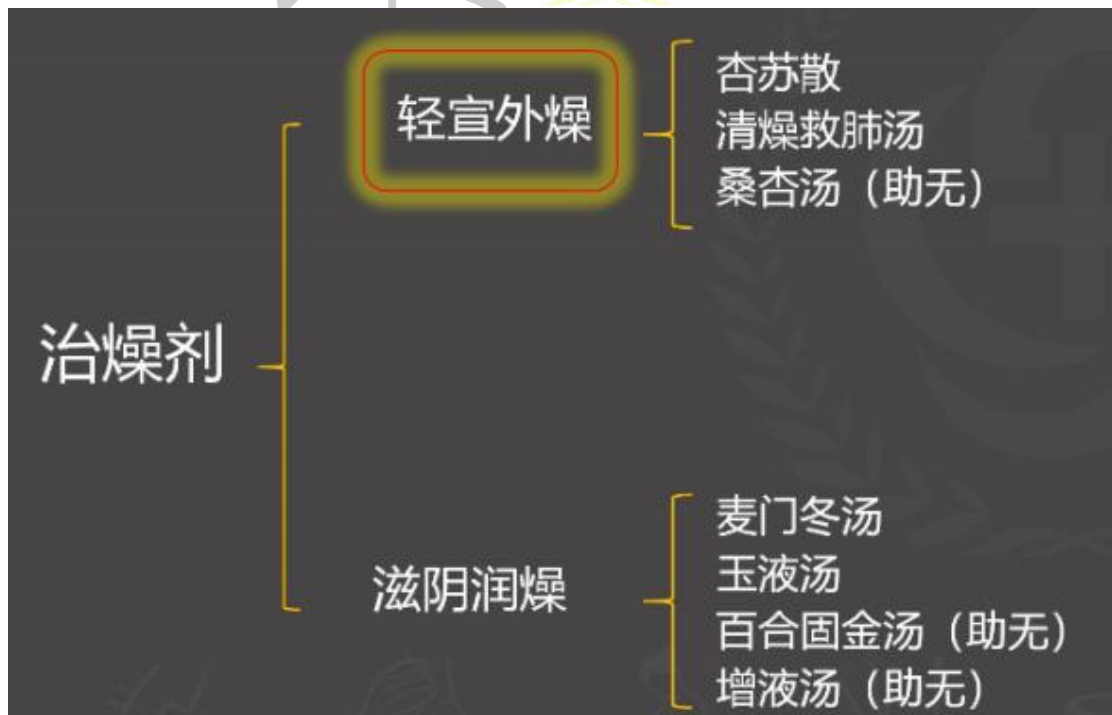 治燥剂
轻宣外燥
杏苏散
清燥救肺汤
桑杏汤（助无）
滋阴润燥
麦门冬汤
玉液汤
百合固金汤（助无）
增液汤（助无）